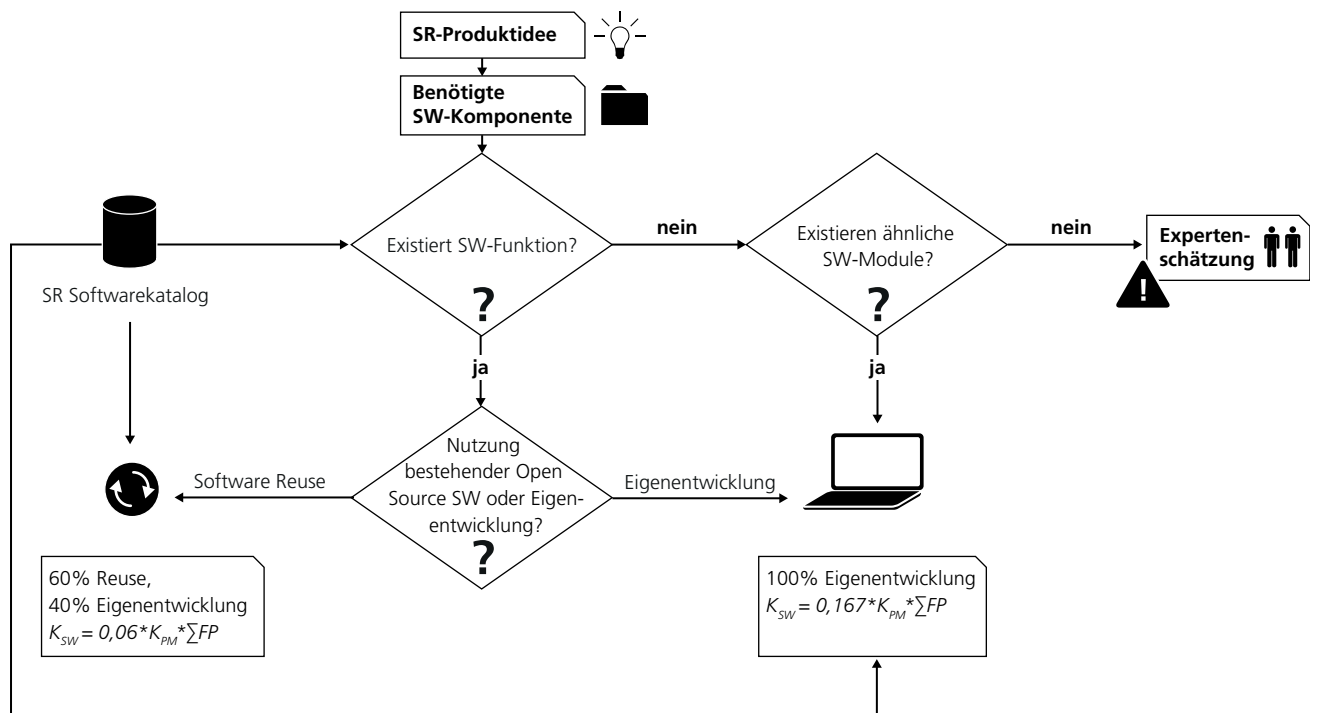 SR-Produktidee
Benötigte
SW-Komponente
Existiert SW-Funktion?
?
nein
Existieren ähnliche
SW-Module?
?
nein
Experten-
schätzung
!
SR Softwarekatalog
ja
ja
Nutzung
bestehender Open
Source SW oder Eigen-
entwicklung?
?
Software Reuse
Eigenentwicklung
60% Reuse,
40% Eigenentwicklung
K_SW = 0,06*K_PM*∑FP
100% Eigenentwicklung
K_SW = 0,167*K_PM*∑FP